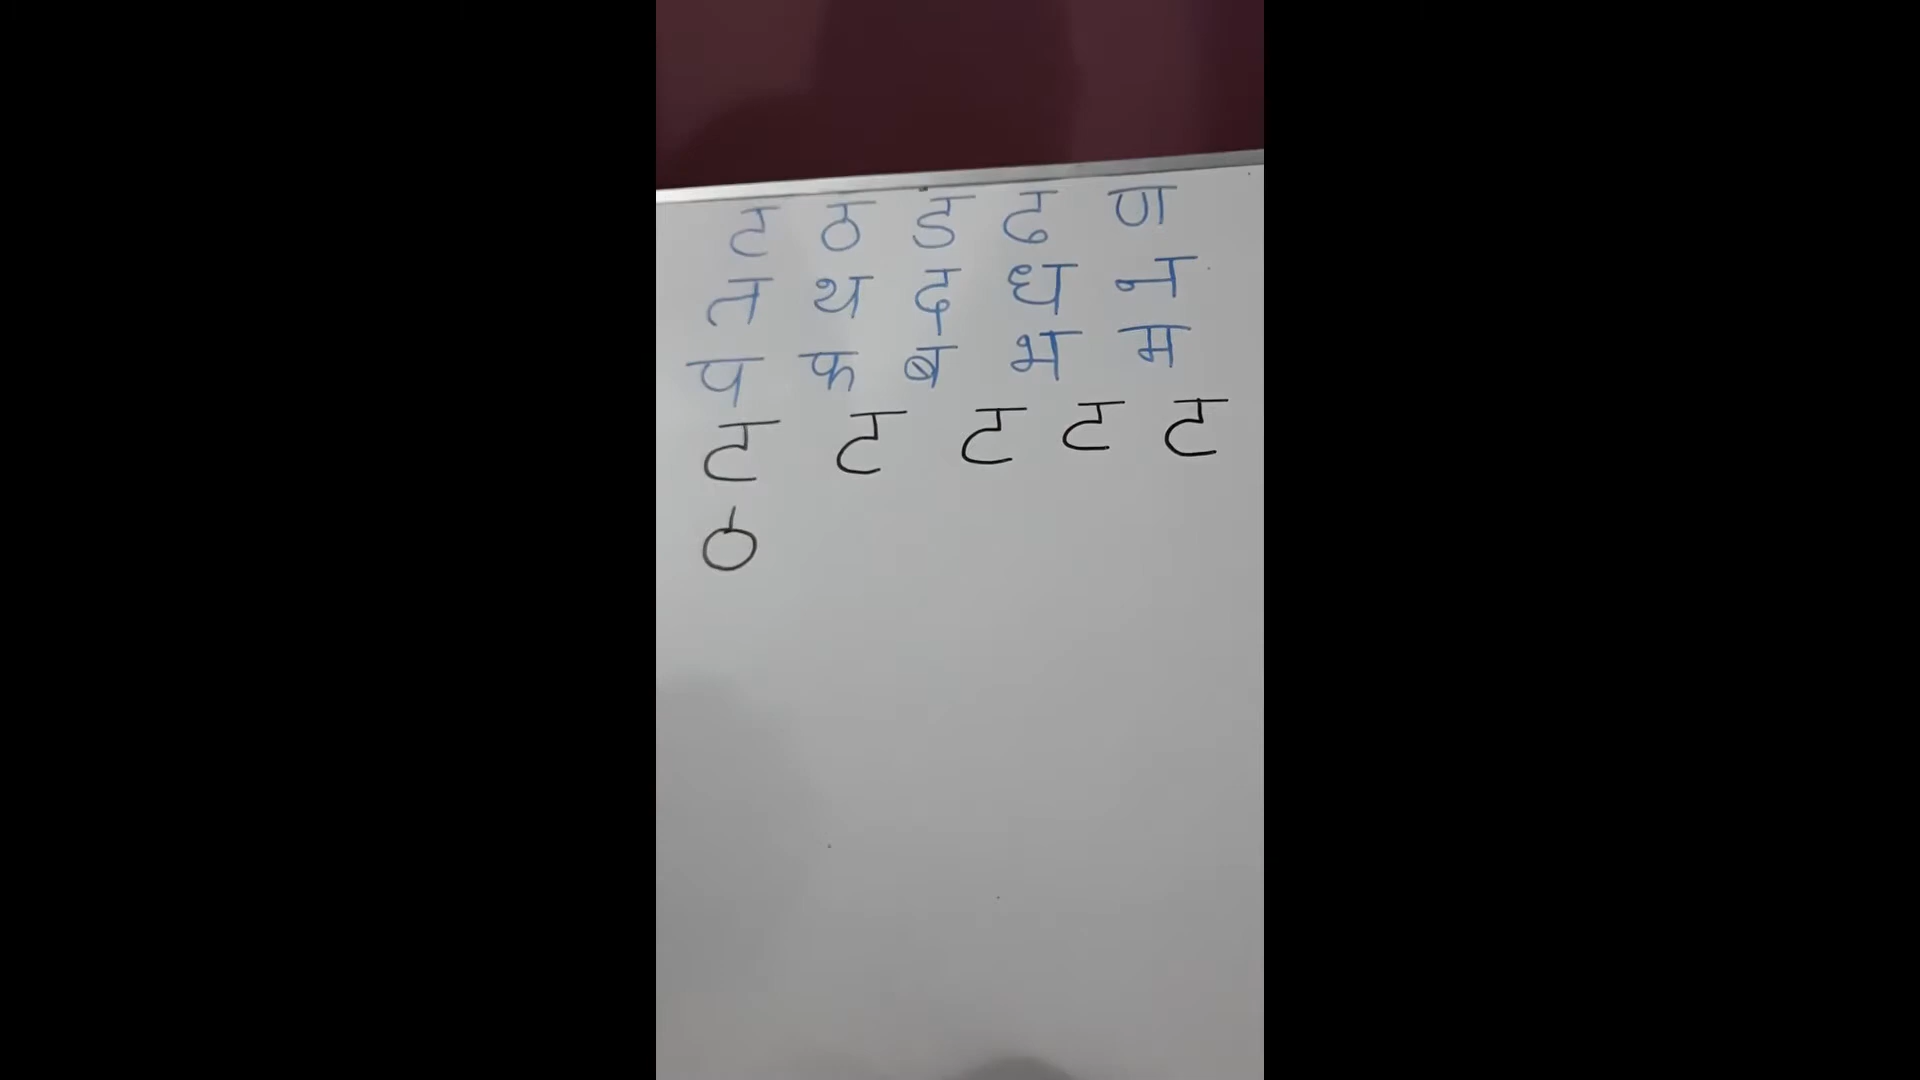 ट ठ ड ढ ण
त थ द ध न
प फ ब भ म
ट ट ट ट ट
ठ